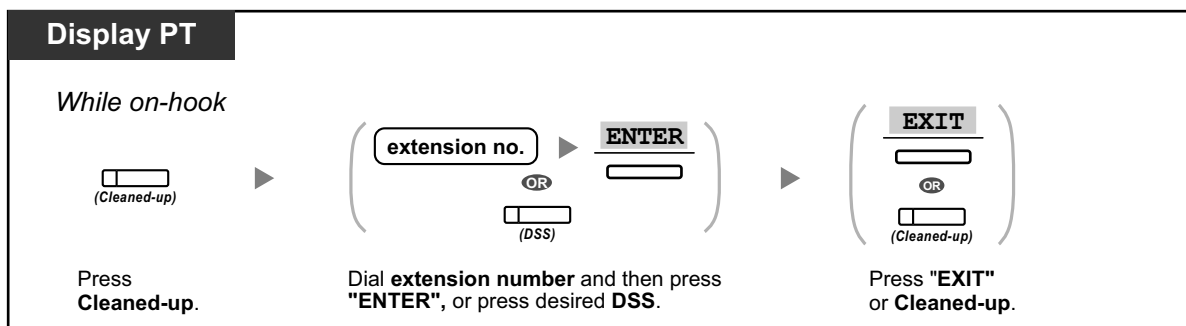 Display PT
While on-hook
extension no.
ENTER
OR
(DSS)
(Cleaned-up)
EXIT
OR
(Cleaned-up)
Press
Cleaned-up.
Dial extension number and then press
"ENTER", or press desired DSS.
Press "EXIT"
or Cleaned-up.